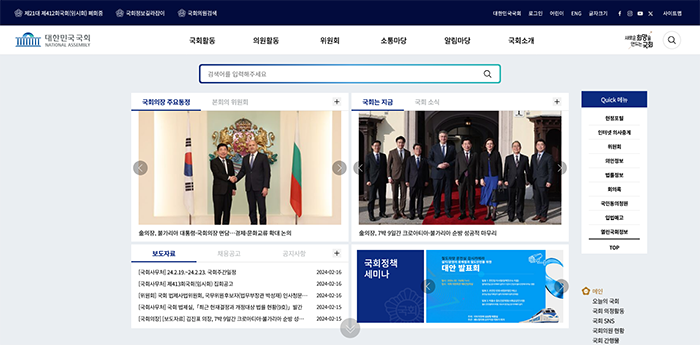 제21대 제412회국회(임시회) 폐회중
국회정보길라잡이
국회의원검색
대한민국국회
로그인
어린이
ENG
글자크기
사이트맵
대한민국국회
NATIONAL ASSEMBLY
국회활동
의원활동
위원회
소통마당
알림마당
국회소개
새로운 희망을
만드는 국회
검색어를 입력해주세요
국회의장 주요동정
본회의 위원회
국회는 지금
국회 소식
金의장, 불가리아 대통령·국회의장 면담…경제·문화교류 확대 논의
金의장, 7박 9일간 크로아티아·불가리아 순방 성공적 마무리
보도자료
채용공고
공지사항
[국회사무처] 24.2.19.~24.2.23. 국회주간일정 2024-02-16
[국회사무처] 제413회국회(임시회) 집회공고 2024-02-16
[위원회] 국회 법제사법위원회, 국무위원후보자(법무부장관 박성재) 인사청문… 2024-02-16
[국회사무처] 국회 법제실, 「최근 헌재결정과 개정대상 법률 현황(9호)」 발간 2024-02-15
[국회의장] [보도자료] 김진표 의장, 7박 9일간 크로아티아·불가리아 순방 성… 2024-02-15
국회정책
세미나
대안 발표회
Quick 메뉴
헌정포털
인터넷 의사중계
위원회
의안정보
법률정보
회의록
국민동의청원
입법예고
열린국회정보
TOP
메인
오늘의 국회
국회 의정활동
국회 SNS
국회의원 현황
국회 간행물